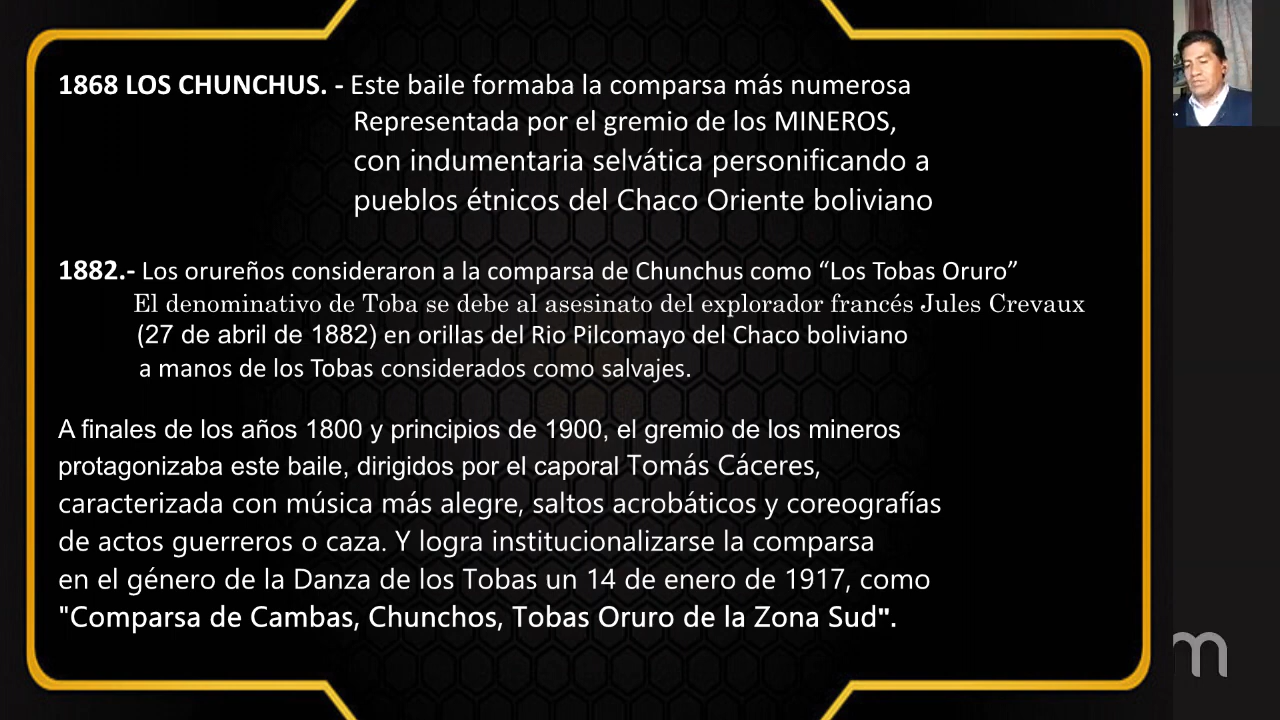 1868 LOS CHUNCHUS. - Este baile formaba la comparsa más numerosa
Representada por el gremio de los MINEROS,
con indumentaria selvática personificando a
pueblos étnicos del Chaco Oriente boliviano
1882.- Los orureños consideraron a la comparsa de Chunchus como “Los Tobas Oruro”
El denominativo de Toba se debe al asesinato del explorador francés Jules Crevaux
(27 de abril de 1882) en orillas del Rio Pilcomayo del Chaco boliviano
a manos de los Tobas considerados como salvajes.
A finales de los años 1800 y principios de 1900, el gremio de los mineros
protagonizaba este baile, dirigidos por el caporal Tomás Cáceres,
caracterizada con música más alegre, saltos acrobáticos y coreografías
de actos guerreros o caza. Y logra institucionalizarse la comparsa
en el género de la Danza de los Tobas un 14 de enero de 1917, como
"Comparsa de Cambas, Chunchos, Tobas Oruro de la Zona Sud".
m